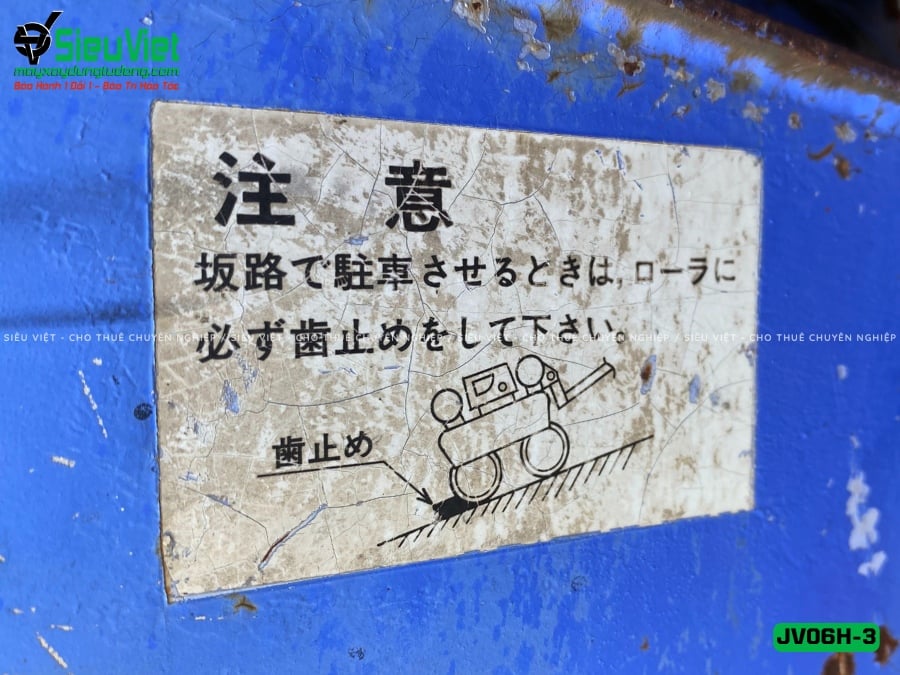 SieuViet
mayxaydungtudong.com
Bảo Hành 1 Đổi 1 - Bảo Trì Hỏa Tốc
注意
坂路で駐車させるときは,ローラに
必ず歯止めをして下さい。
SIÊU VIỆT - CHO THUÊ CHUYÊN NGHIỆP / SIÊU VIỆT - CHO THUÊ CHUYÊN NGHIỆP / SIÊU VIỆT - CHO THUÊ CHUYÊN NGHIỆP / SIÊU VIỆT - CHO THUÊ CHUYÊN NGHIỆP
歯止め
JV06H-3